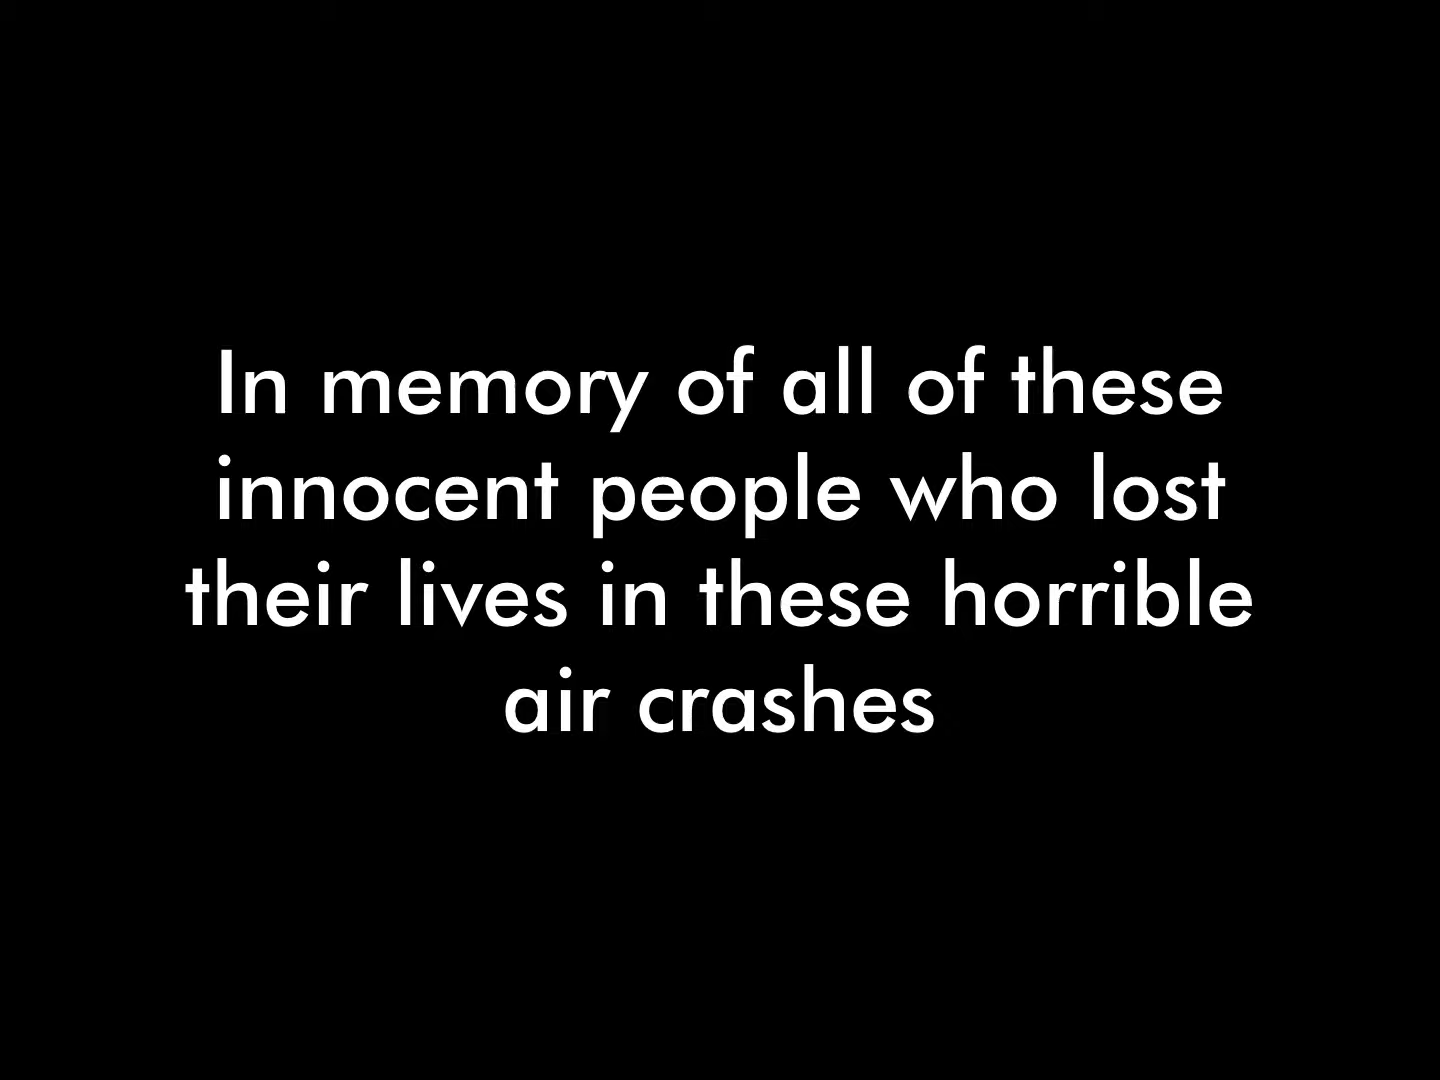 In memory of all of these
innocent people who lost
their lives in these horrible
air crashes